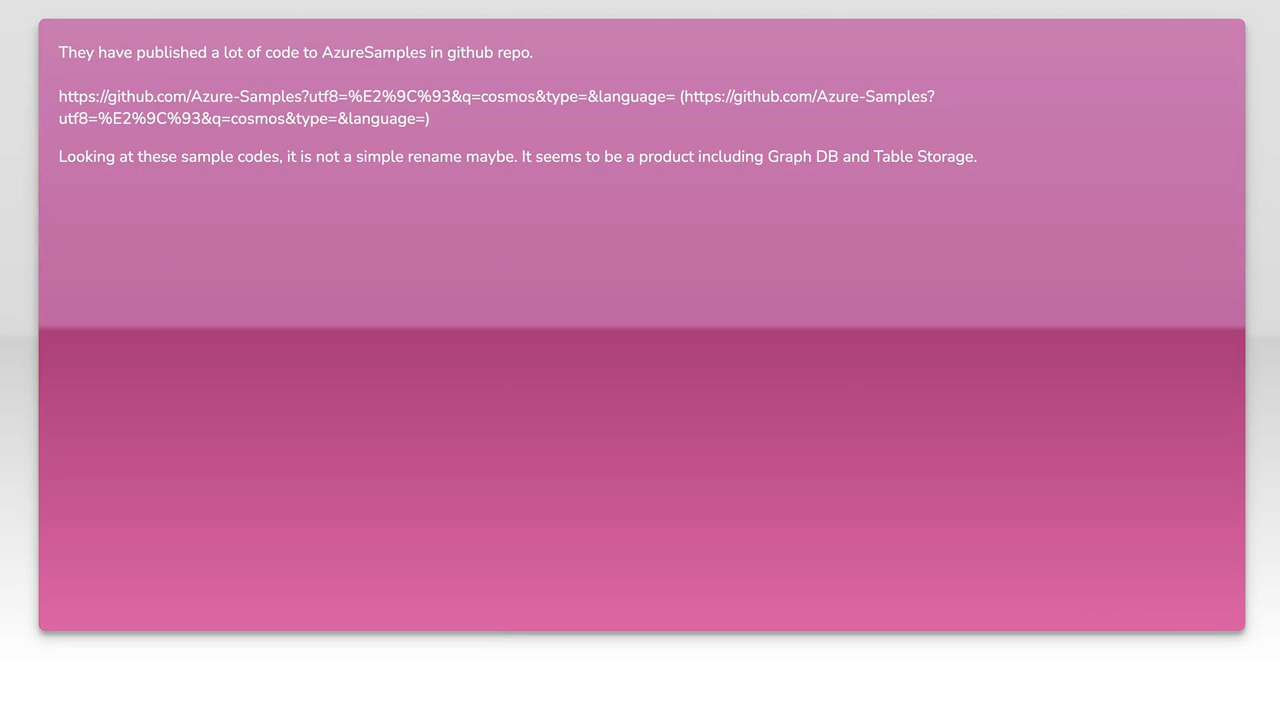 They have published a lot of code to AzureSamples in github repo.
https://github.com/Azure-Samples?utf8=%E2%9C%93&q=cosmos&type=&language= (https://github.com/Azure-Samples?
utf8=%E2%9C%93&q=cosmos&type=&language=)
Looking at these sample codes, it is not a simple rename maybe. It seems to be a product including Graph DB and Table Storage.